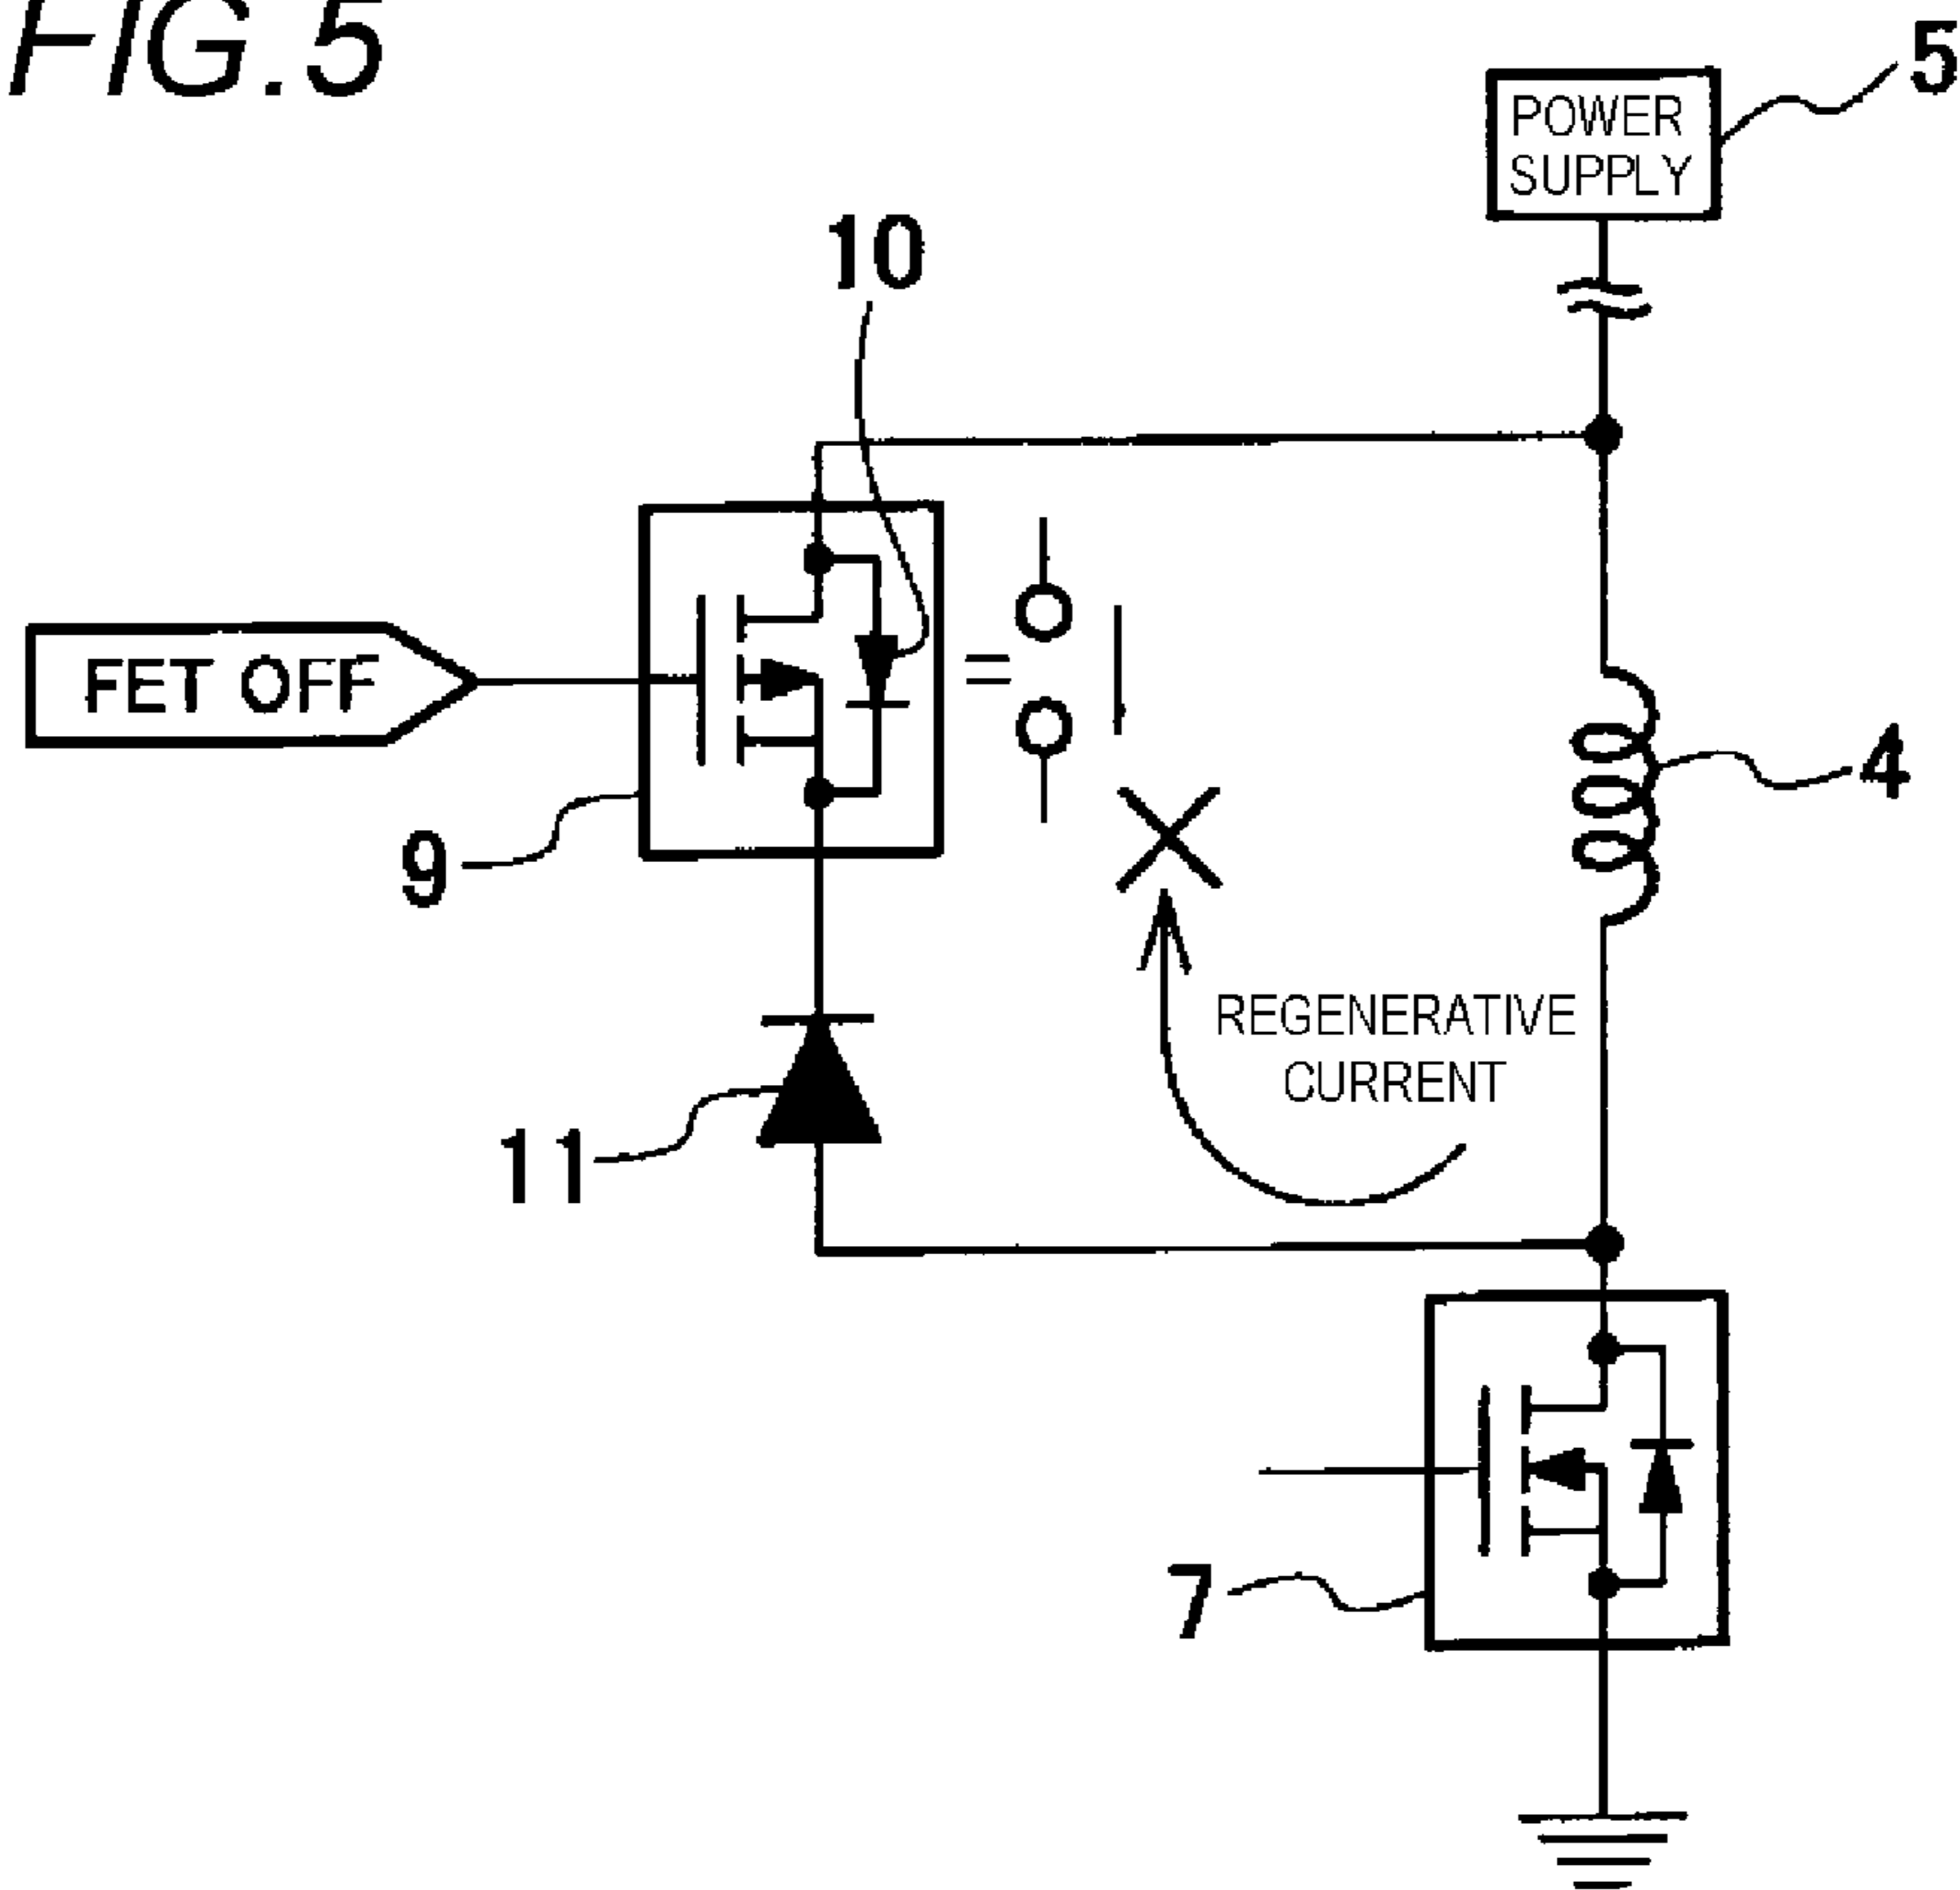 FIG.5
POWER
SUPPLY
5
10
FET OFF
=
4
9
REGENERATIVE
CURRENT
11
7